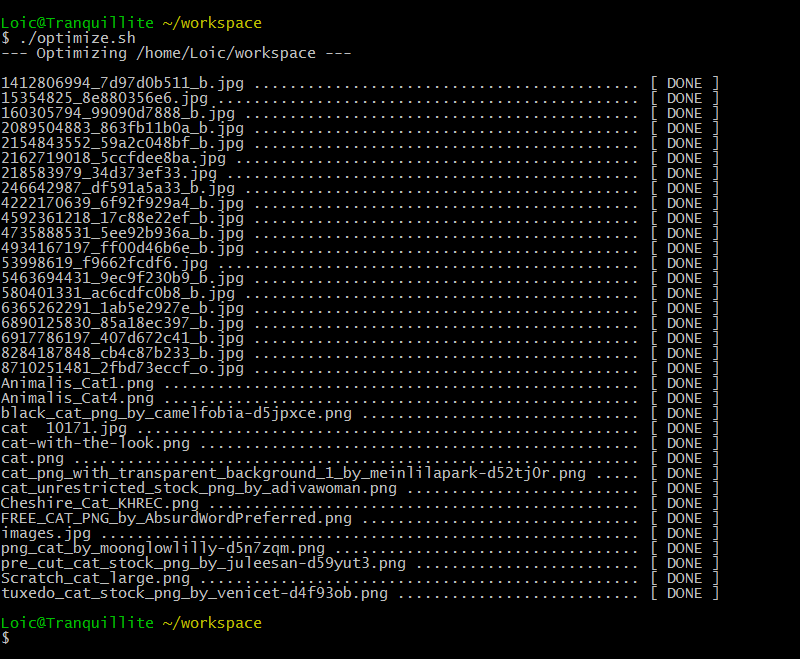 Loic@Tranquillite ~/workspace
$ ./optimize.sh
--- Optimizing /home/Loic/workspace ---
1412806994_7d97d0b511_b.jpg ........................................... [ DONE ]
15354825_8e880356e6.jpg ............................................... [ DONE ]
160305794_99090d7888_b.jpg ............................................ [ DONE ]
2089504883_863fb11b0a_b.jpg ........................................... [ DONE ]
2154843552_59a2c048bf_b.jpg ........................................... [ DONE ]
2162719018_5ccfdee8ba.jpg ............................................. [ DONE ]
218583979_34d373ef33.jpg .............................................. [ DONE ]
246642987_df591a5a33_b.jpg ............................................ [ DONE ]
4222170639_6f92f929a4_b.jpg ........................................... [ DONE ]
4592361218_17c88e22ef_b.jpg ........................................... [ DONE ]
4735888531_5ee92b936a_b.jpg ........................................... [ DONE ]
4934167197_ff00d46b6e_b.jpg ........................................... [ DONE ]
53998619_f9662fcdf6.jpg ............................................... [ DONE ]
5463694431_9ec9f230b9_b.jpg ........................................... [ DONE ]
580401331_ac6cdfc0b8_b.jpg ............................................ [ DONE ]
6365262291_1ab5e2927e_b.jpg ........................................... [ DONE ]
6890125830_85a18ec397_b.jpg ........................................... [ DONE ]
6917786197_407d672c41_b.jpg ........................................... [ DONE ]
8284187848_cb4c87b233_b.jpg ........................................... [ DONE ]
8710251481_2fbd73eccf_o.jpg ........................................... [ DONE ]
Animalis_Cat1.png ..................................................... [ DONE ]
Animalis_Cat4.png ..................................................... [ DONE ]
black_cat_png_by_camelfobia-d5jpxce.png ............................... [ DONE ]
cat  10171.jpg ........................................................ [ DONE ]
cat-with-the-look.png ................................................. [ DONE ]
cat.png ............................................................... [ DONE ]
cat_png_with_transparent_background_1_by_meinlilapark-d52tj0r.png ..... [ DONE ]
cat_unrestricted_stock_png_by_adivawoman.png .......................... [ DONE ]
Cheshire_Cat_KHREC.png ................................................ [ DONE ]
FREE_CAT_PNG_by_AbsurdWordPreferred.png ............................... [ DONE ]
images.jpg ............................................................ [ DONE ]
png_cat_by_moonglowlilly-d5n7zqm.png .................................. [ DONE ]
pre_cut_cat_stock_png_by_juleesan-d59yut3.png ......................... [ DONE ]
Scratch_cat_large.png ................................................. [ DONE ]
tuxedo_cat_stock_png_by_venicet-d4f93ob.png ........................... [ DONE ]
Loic@Tranquillite ~/workspace
$